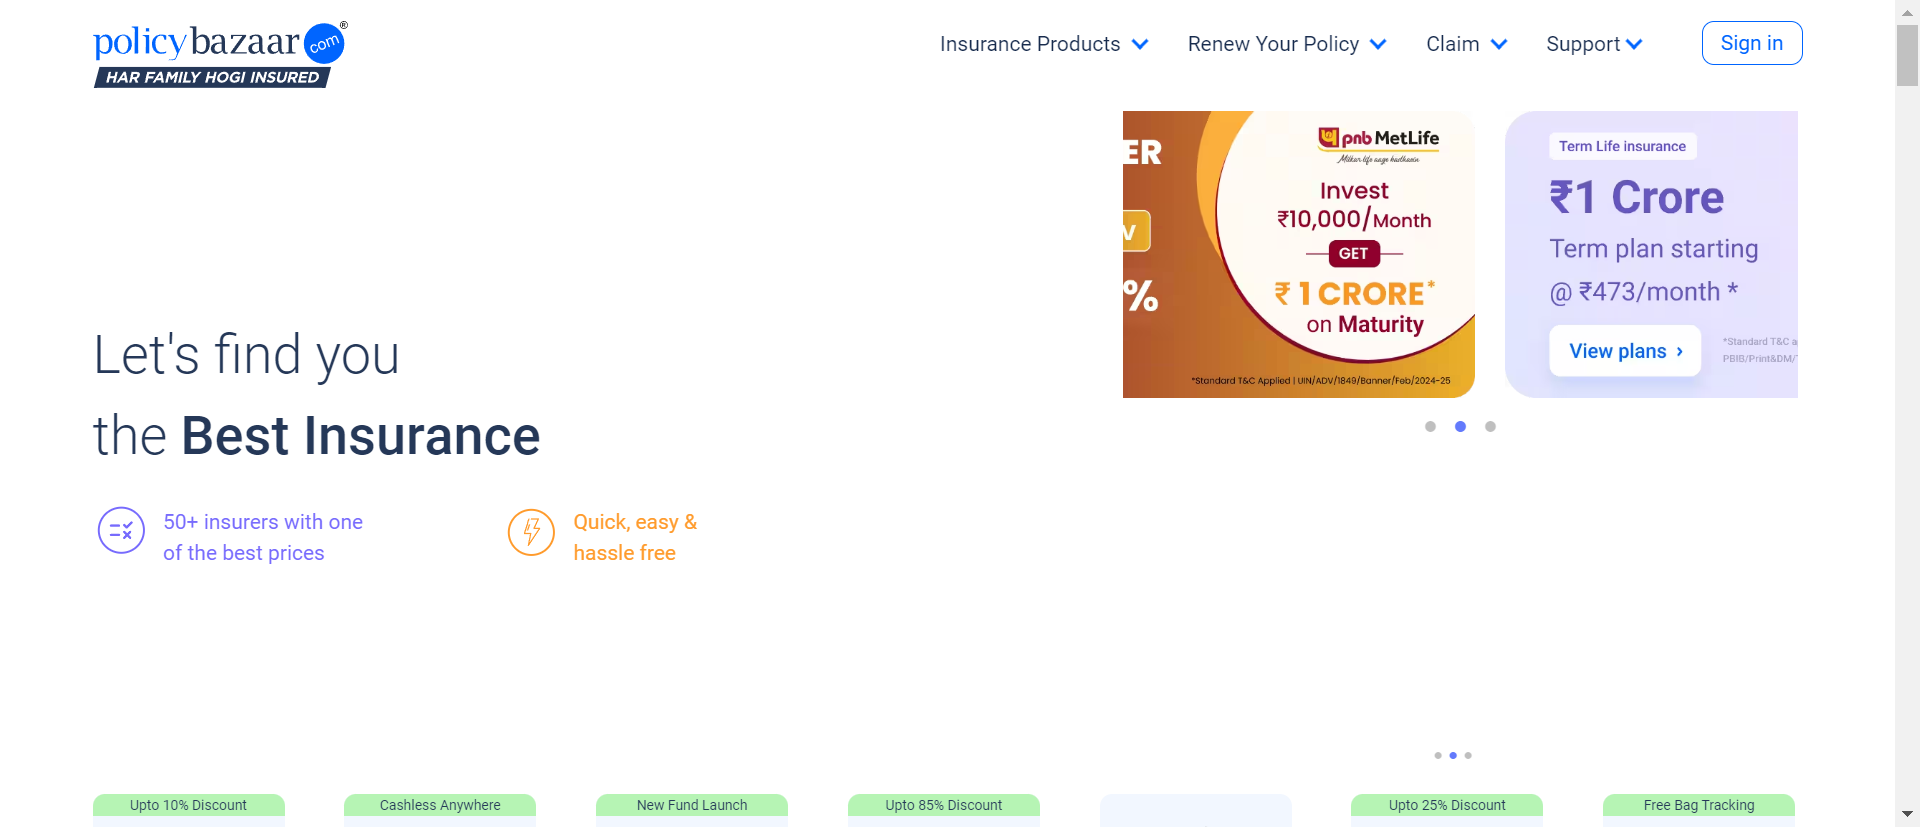 policybazaar com ®
HAR FAMILY HOGI INSURED
Insurance Products
Renew Your Policy
Claim
Support
Sign in
ER
V
%
pnb MetLife
Milkar life aage badhaein
Invest
₹10,000/Month
GET
₹ 1 CRORE*
on Maturity
*Standard T&C Applied | UIN/ADV/1849/Banner/Feb/2024-25
Term Life insurance
₹1 Crore
Term plan starting
@ ₹473/month *
View plans ›
*Standard T&C a
PBIB/Print&DM/
Let's find you
the Best Insurance
50+ insurers with one
of the best prices
Quick, easy &
hassle free
Upto 10% Discount
Cashless Anywhere
New Fund Launch
Upto 85% Discount
Upto 25% Discount
Free Bag Tracking